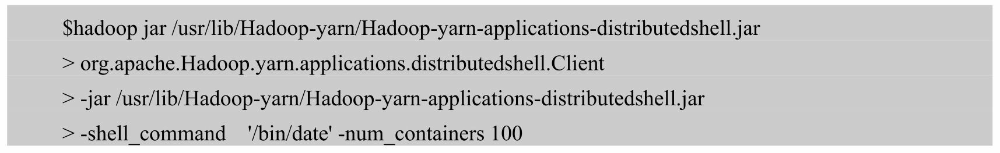 $hadoop jar /usr/lib/Hadoop-yarn/Hadoop-yarn-applications-distributedshell.jar
> org.apache.Hadoop.yarn.applications.distributedshell.Client
> -jar /usr/lib/Hadoop-yarn/Hadoop-yarn-applications-distributedshell.jar
> -shell_command '/bin/date' -num_containers 100